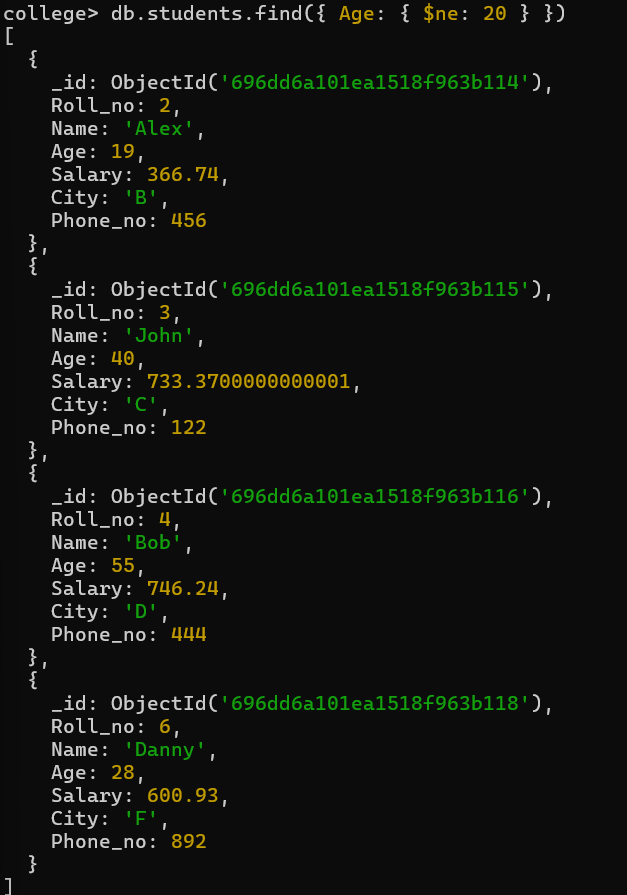 college> db.students.find({ Age: { $ne: 20 } })
[
  {
    _id: ObjectId('696dd6a101ea1518f963b114'),
    Roll_no: 2,
    Name: 'Alex',
    Age: 19,
    Salary: 366.74,
    City: 'B',
    Phone_no: 456
  },
  {
    _id: ObjectId('696dd6a101ea1518f963b115'),
    Roll_no: 3,
    Name: 'John',
    Age: 40,
    Salary: 733.3700000000001,
    City: 'C',
    Phone_no: 122
  },
  {
    _id: ObjectId('696dd6a101ea1518f963b116'),
    Roll_no: 4,
    Name: 'Bob',
    Age: 55,
    Salary: 746.24,
    City: 'D',
    Phone_no: 444
  },
  {
    _id: ObjectId('696dd6a101ea1518f963b118'),
    Roll_no: 6,
    Name: 'Danny',
    Age: 28,
    Salary: 600.93,
    City: 'F',
    Phone_no: 892
  }
]